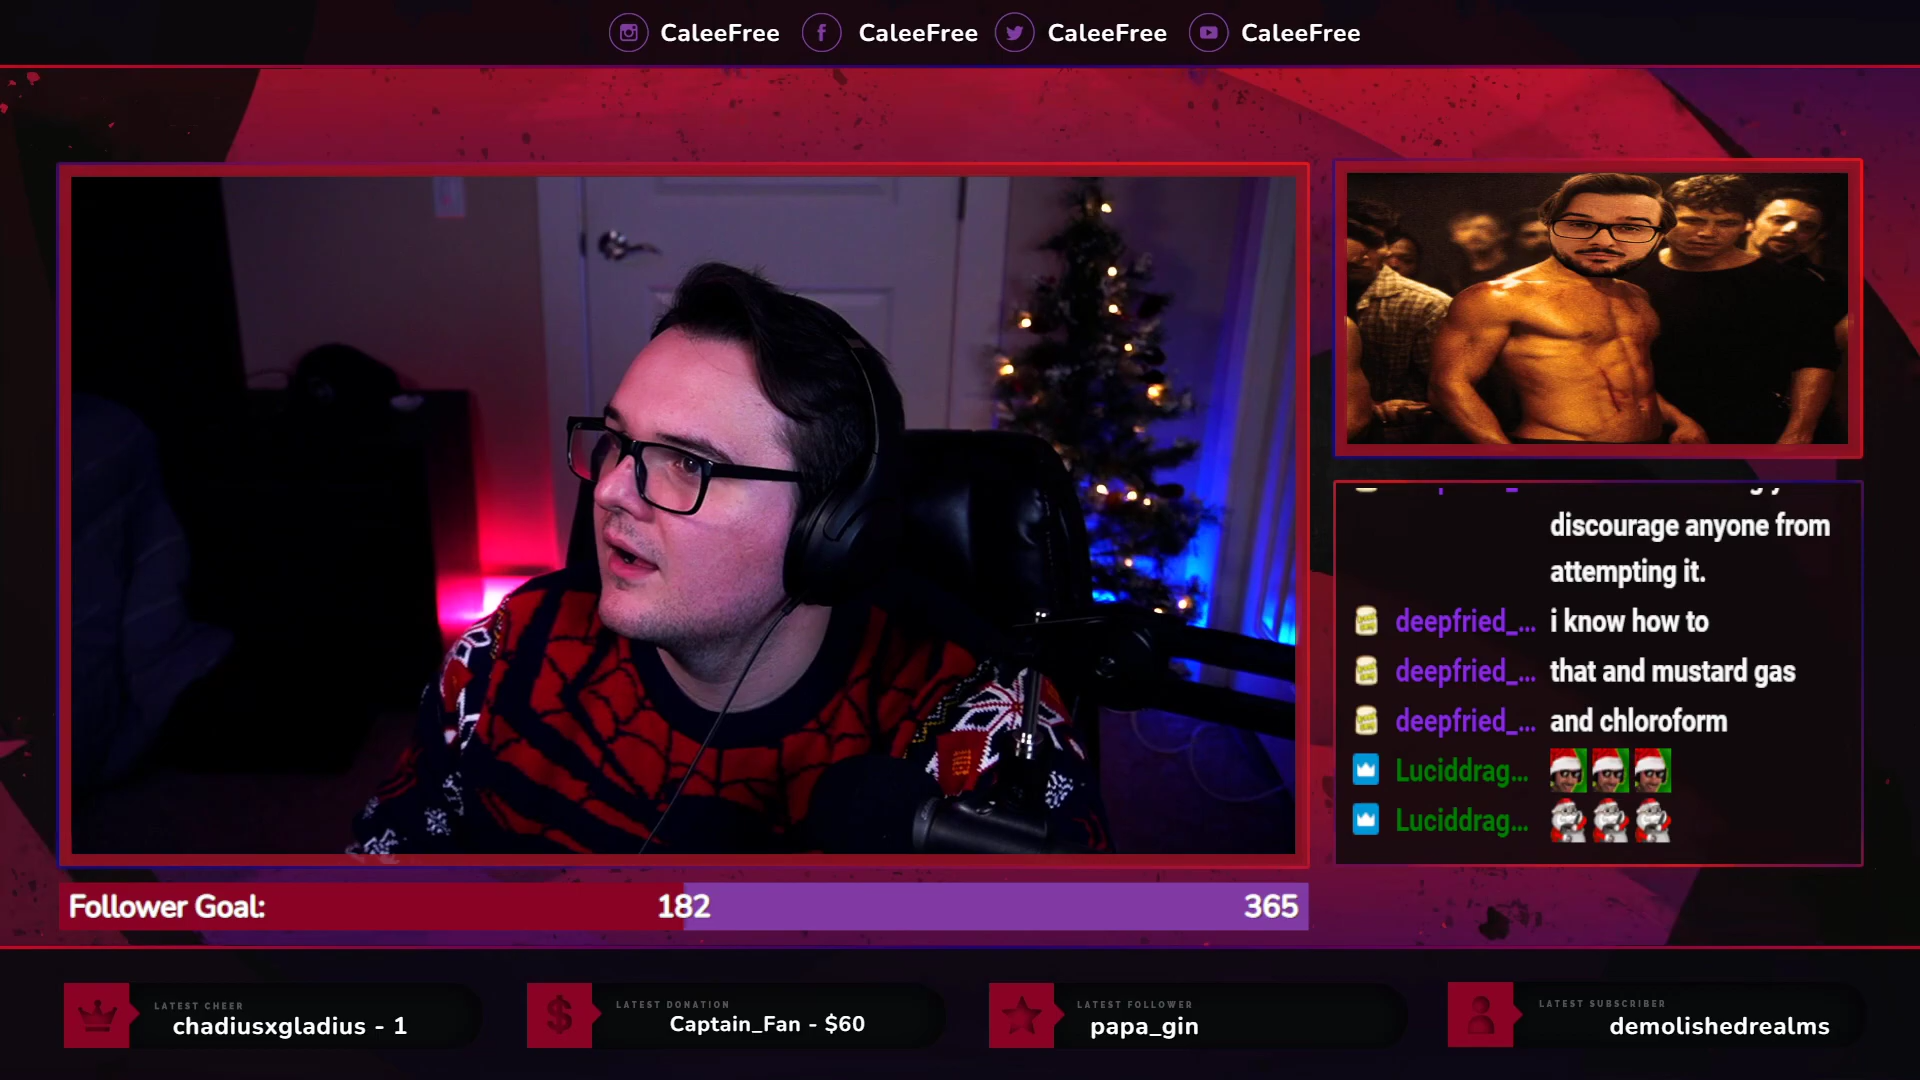 CaleeFree CaleeFree CaleeFree CaleeFree
discourage anyone from
attempting it.
deepfried_... i know how to
deepfried_... that and mustard gas
deepfried_... and chloroform
Luciddrag...
Luciddrag...
Follower Goal: 182 365
LATEST CHEER
chadiusxgladius - 1
LATEST DONATION
Captain_Fan - $60
LATEST FOLLOWER
papa_gin
LATEST SUBSCRIBER
demolishedrealms